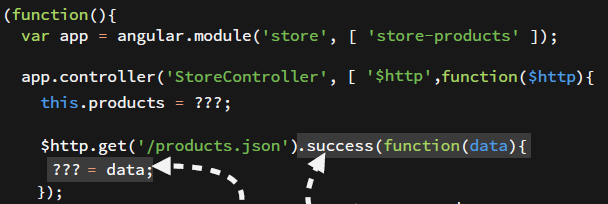 (function(){
var app = angular.module('store', [ 'store-products' ]);
app.controller('StoreController', [ '$http',function($http){
this.products = ???;
$http.get('/products.json').success(function(data){
??? = data;
});